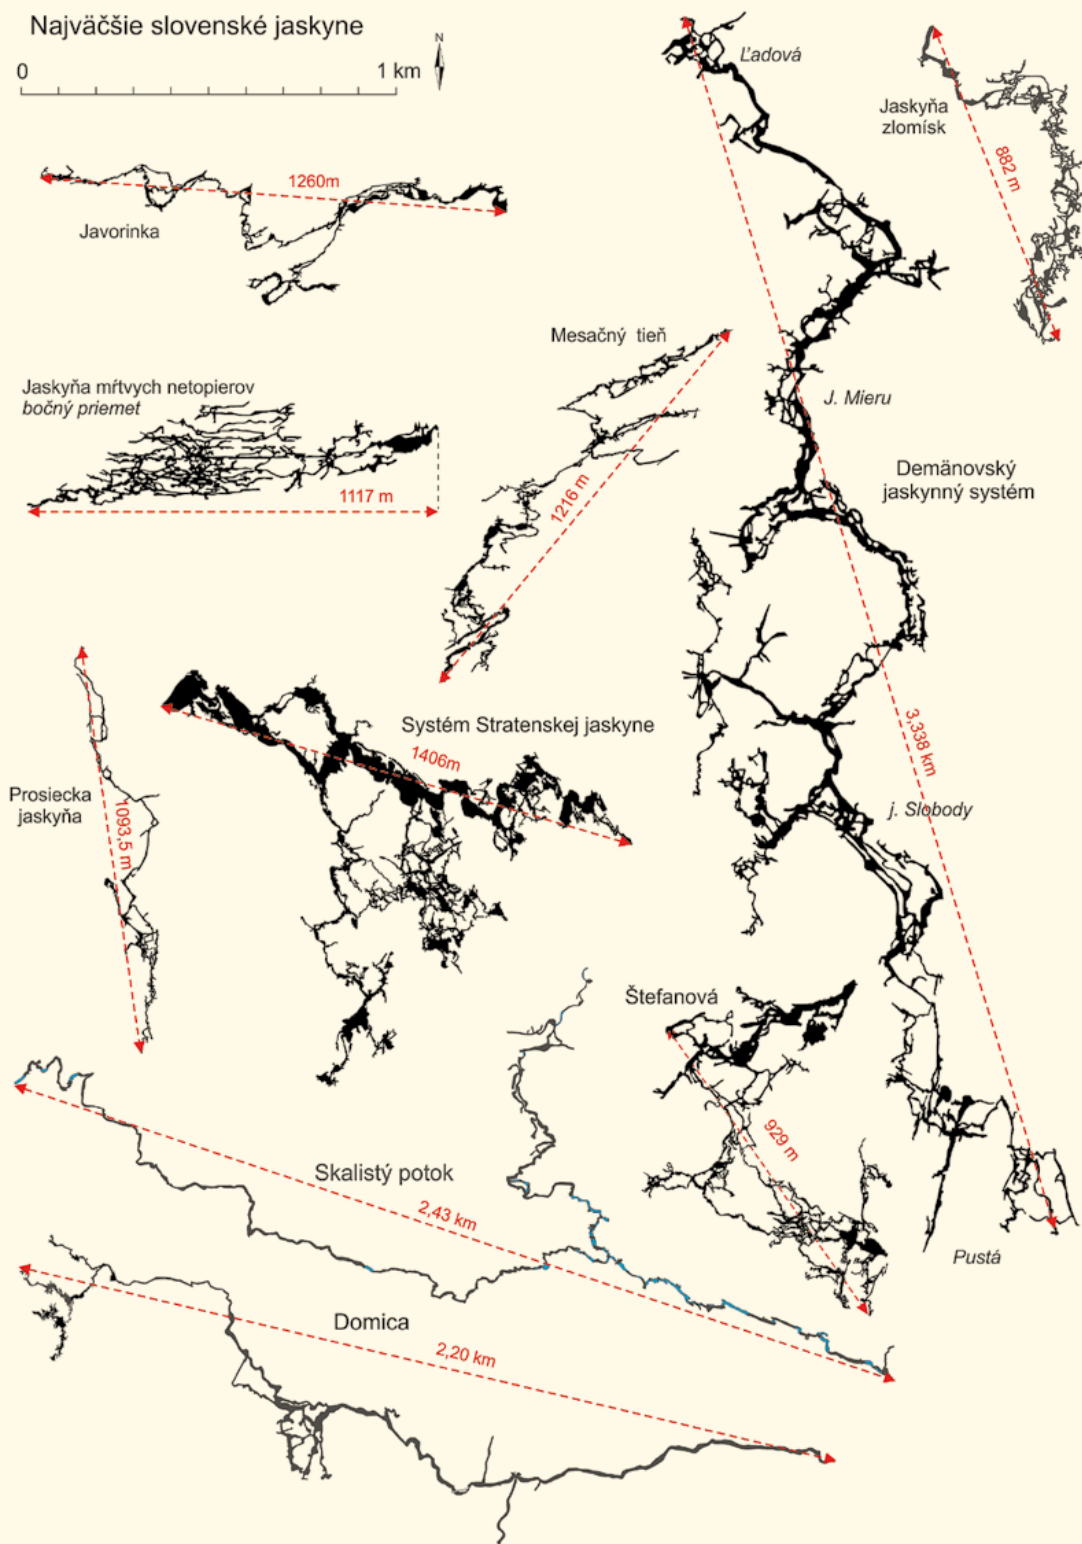 Najväčšie slovenské jaskyne
N
0
1 km
Ľadová
Jaskyňa
zlomísk
882 m
1260m
Javorinka
Mesačný tieň
1216 m
Jaskyňa mŕtvych netopierov
bočný priemet
1117 m
J. Mieru
Demänovský
jaskynný systém
3,338 km
Systém Stratenskej jaskyne
1406m
Prosiecka
jaskyňa
1093,5 m
j. Slobody
Štefanová
929 m
Skalistý potok
2,43 km
Pustá
Domica
2,20 km